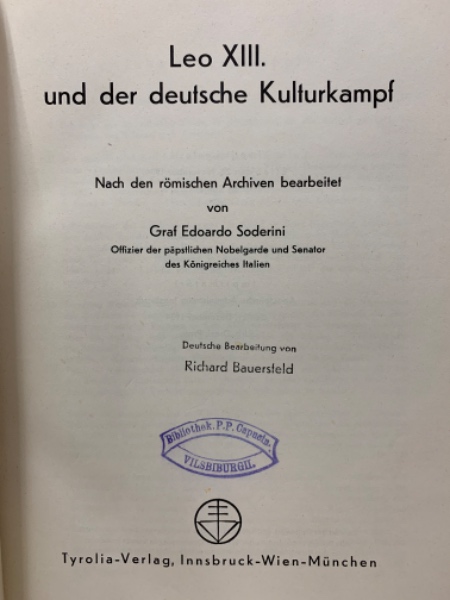 Leo XIII.
und der deutsche Kulturkampf
Nach den römischen Archiven bearbeitet
von
Graf Edoardo Soderini
Offizier der päpstlichen Nobelgarde und Senator
des Königreiches Italien
Deutsche Bearbeitung von
Richard Bauersfeld
Bibliothek. P.P. Capucin.
VILSBIBURGII.
Tyrolia-Verlag, Innsbruck-Wien-München